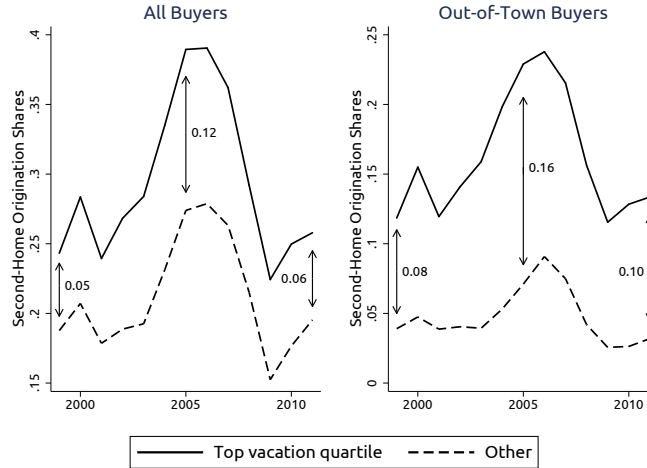 All Buyers
Second-Home Origination Shares
.4
.35
.3
.25
.2
.15
0.05
0.12
0.06
2000 2005 2010
Out-of-Town Buyers
Second-Home Origination Shares
.25
.2
.15
.1
.05
0
0.08
0.16
0.10
2000 2005 2010
Top vacation quartile Other